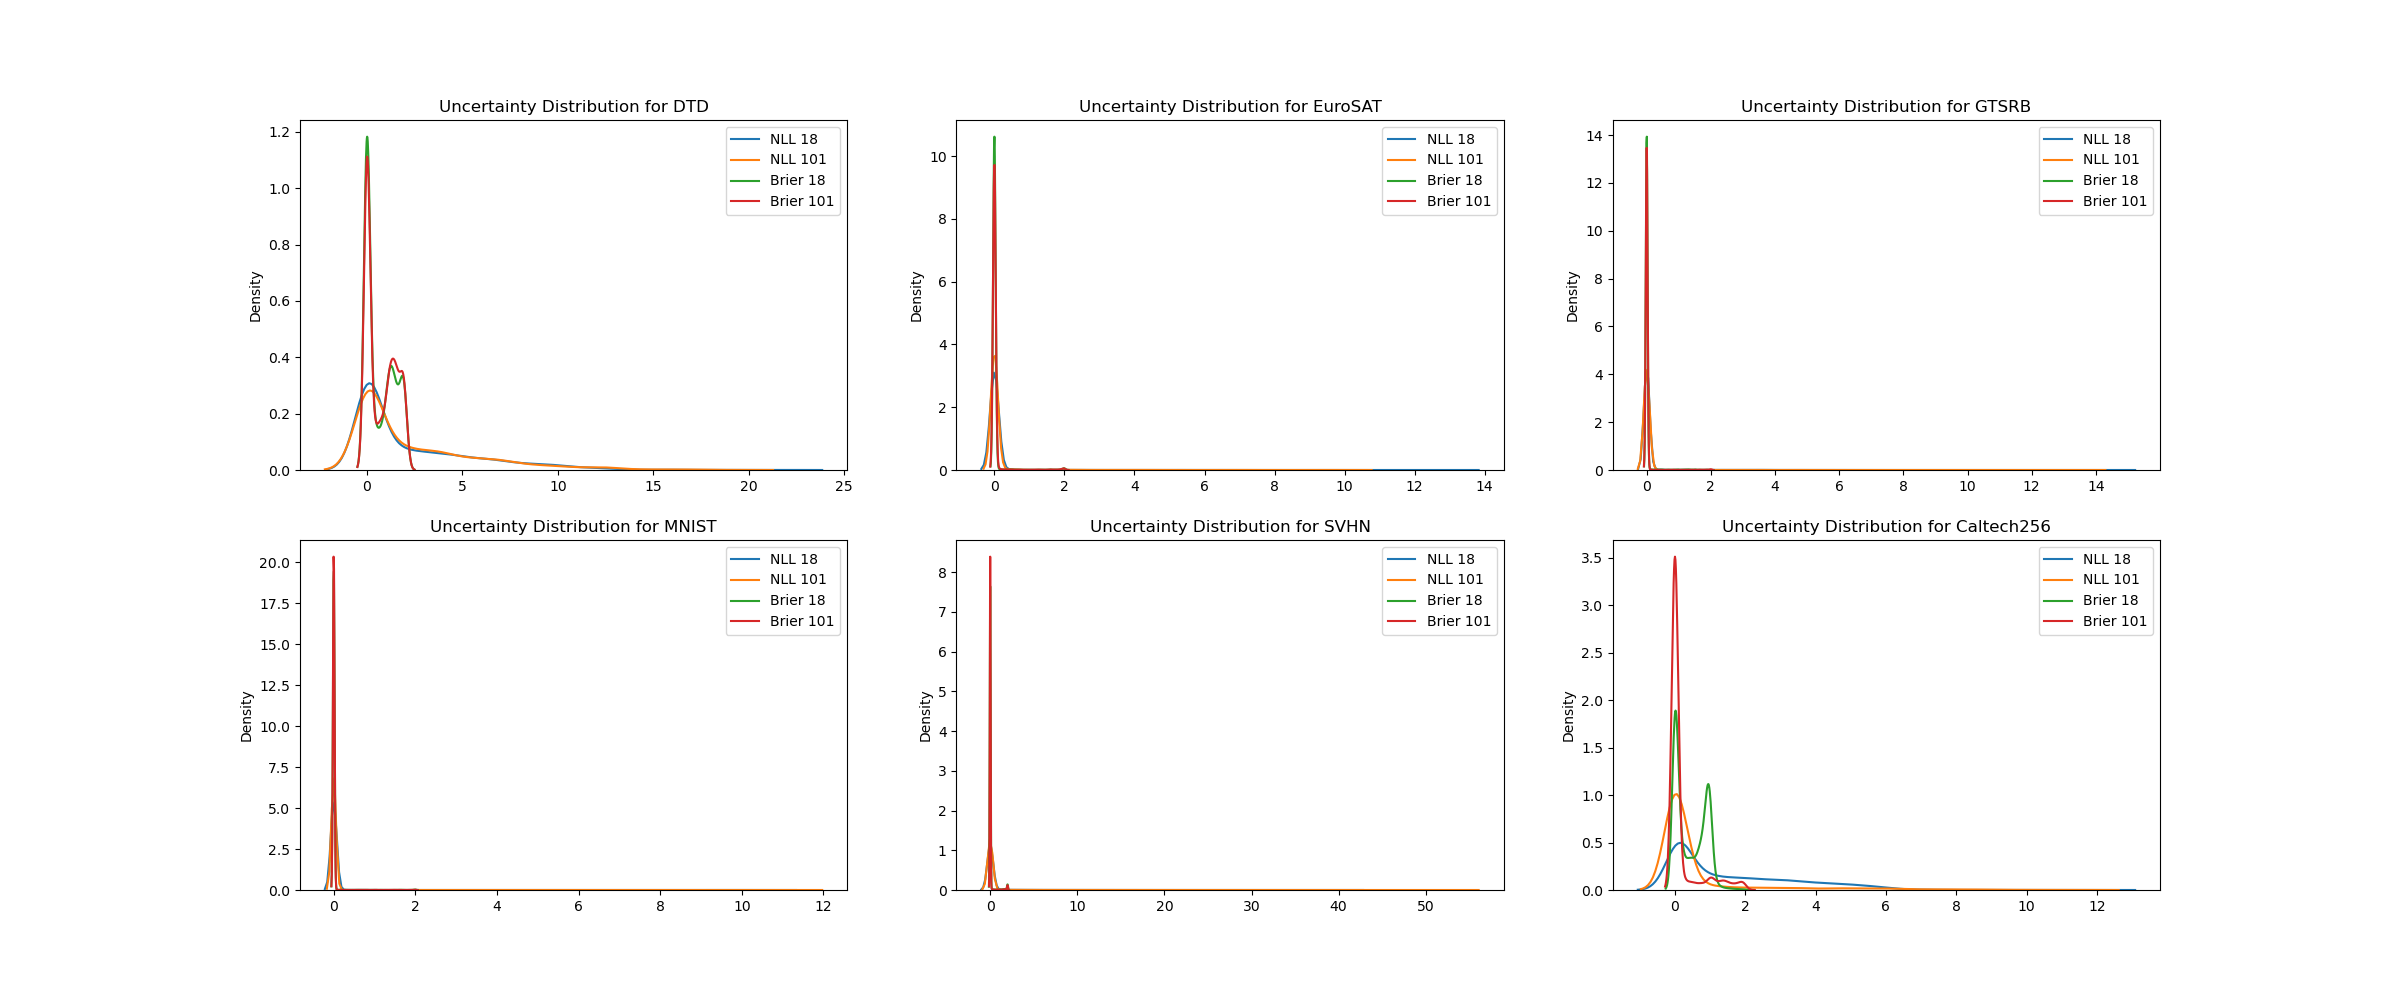 Uncertainty Distribution for DTD
Density
1.2
1.0
0.8
0.6
0.4
0.2
0.0
0 5 10 15 20 25
NLL 18
NLL 101
Brier 18
Brier 101
Uncertainty Distribution for EuroSAT
Density
10
8
6
4
2
0
0 2 4 6 8 10 12 14
NLL 18
NLL 101
Brier 18
Brier 101
Uncertainty Distribution for GTSRB
Density
14
12
10
8
6
4
2
0
0 2 4 6 8 10 12 14
NLL 18
NLL 101
Brier 18
Brier 101
Uncertainty Distribution for MNIST
Density
20.0
17.5
15.0
12.5
10.0
7.5
5.0
2.5
0.0
0 2 4 6 8 10 12
NLL 18
NLL 101
Brier 18
Brier 101
Uncertainty Distribution for SVHN
Density
8
7
6
5
4
3
2
1
0
0 10 20 30 40 50
NLL 18
NLL 101
Brier 18
Brier 101
Uncertainty Distribution for Caltech256
Density
3.5
3.0
2.5
2.0
1.5
1.0
0.5
0.0
0 2 4 6 8 10 12
NLL 18
NLL 101
Brier 18
Brier 101